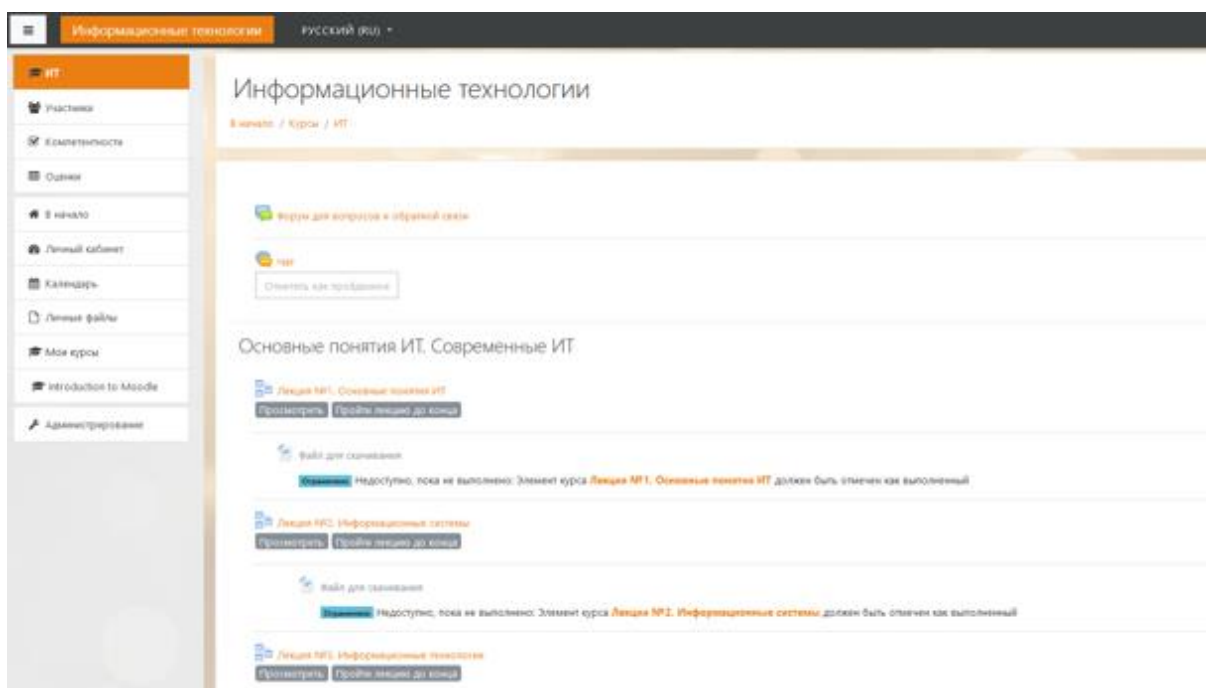 Информационные технологии
РУССКИЙ (RU)
ИТ
Участники
Компетентности
Оценки
В начало
Личный кабинет
Календарь
Личные файлы
Мои курсы
Introduction to Moodle
Администрирование
Информационные технологии
В начало / Курсы / ИТ
Форум для вопросов и обратной связи
Чат
Отметить как пройденное
Основные понятия ИТ. Современные ИТ
Лекция №1. Основные понятия ИТ
Просмотреть Пройти лекцию до конца
Файл для скачивания
Ограничено Недоступно, пока не выполнено: Элемент курса Лекция №1. Основные понятия ИТ должен быть отмечен как выполненный
Лекция №2. Информационные системы
Просмотреть Пройти лекцию до конца
Файл для скачивания
Ограничено Недоступно, пока не выполнено: Элемент курса Лекция №2. Информационные системы должен быть отмечен как выполненный
Лекция №3. Информационные технологии
Просмотреть Пройти лекцию до конца